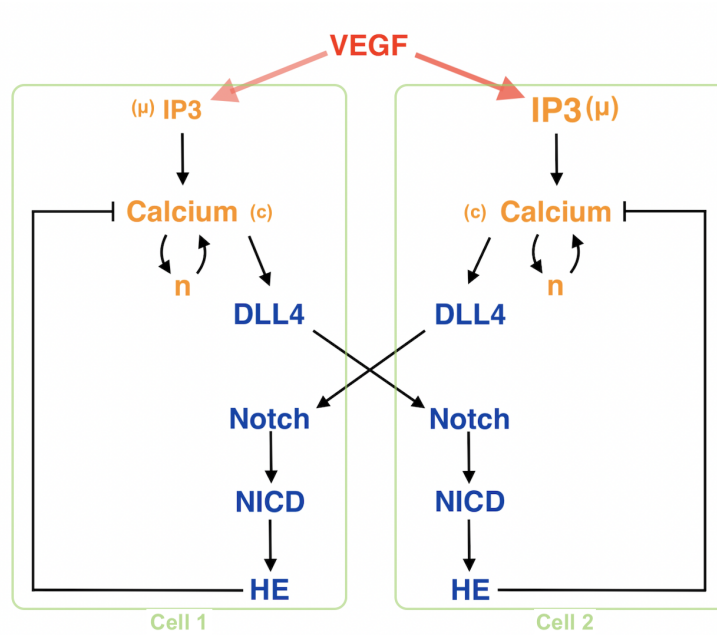 VEGF
(μ) IP3
IP3 (μ)
Calcium (c)
(c) Calcium
n
n
DLL4
DLL4
Notch
Notch
NICD
NICD
HE
HE
Cell 1
Cell 2